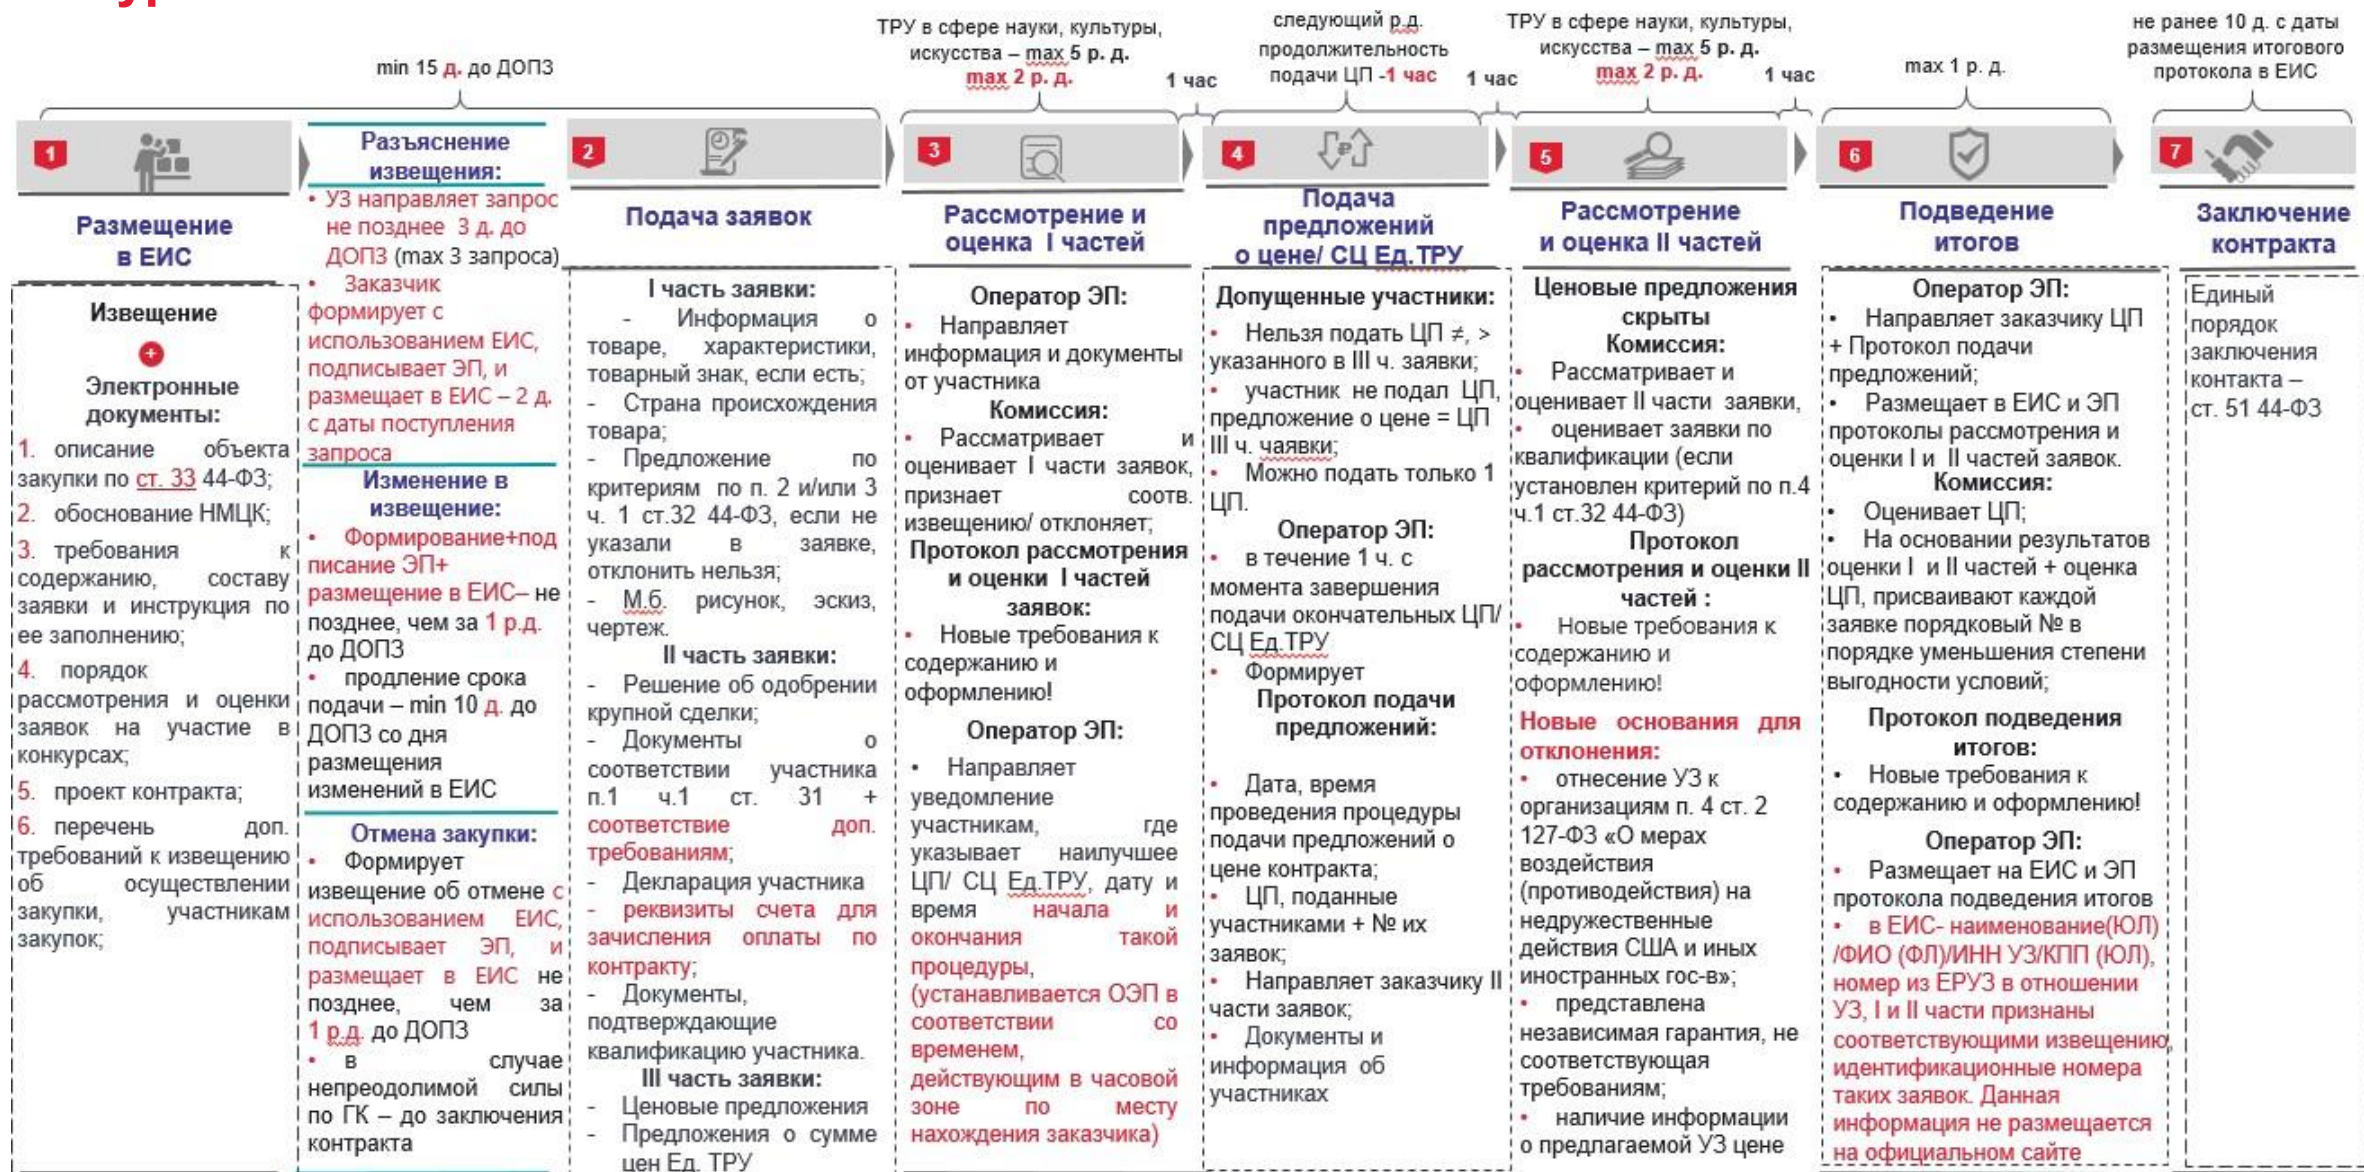 min 15 д. до ДОПЗ
ТРУ в сфере науки, культуры,
искусства – max 5 р. д.
max 2 р. д.
1 час
следующий р.д.
продолжительность
подачи ЦП -1 час
1 час
ТРУ в сфере науки, культуры,
искусства – max 5 р. д.
max 2 р. д.
1 час
max 1 р. д.
не ранее 10 д. с даты
размещения итогового
протокола в ЕИС
1
Размещение
в ЕИС
Извещение
+
Электронные
документы:
1. описание объекта
закупки по ст. 33 44-ФЗ;
2. обоснование НМЦК;
3. требования к
содержанию, составу
заявки и инструкция по
ее заполнению;
4. порядок
рассмотрения и оценки
заявок на участие в
конкурсах;
5. проект контракта;
6. перечень доп.
требований к извещению
об осуществлении
закупки, участникам
закупок;
Разъяснение
извещения:
• УЗ направляет запрос
не позднее 3 д. до
ДОПЗ (max 3 запроса)
• Заказчик
формирует с
использованием ЕИС,
подписывает ЭП, и
размещает в ЕИС – 2 д.
с даты поступления
запроса
Изменение в
извещение:
• Формирование+под
писание ЭП+
размещение в ЕИС– не
позднее, чем за 1 р.д.
до ДОПЗ
• продление срока
подачи – min 10 д. до
ДОПЗ со дня
размещения
изменений в ЕИС
Отмена закупки:
• Формирует
извещение об отмене с
использованием ЕИС,
подписывает ЭП, и
размещает в ЕИС не
позднее, чем за
1 р.д. до ДОПЗ
• в случае
непреодолимой силы
по ГК – до заключения
контракта
2
Подача заявок
I часть заявки:
- Информация о
товаре, характеристики,
товарный знак, если есть;
- Страна происхождения
товара;
- Предложение по
критериям по п. 2 и/или 3
ч. 1 ст.32 44-ФЗ, если не
указали в заявке,
отклонить нельзя;
- М.б. рисунок, эскиз,
чертеж.
II часть заявки:
- Решение об одобрении
крупной сделки;
- Документы о
соответствии участника
п.1 ч.1 ст. 31 +
соответствие доп.
требованиям;
- Декларация участника
- реквизиты счета для
зачисления оплаты по
контракту;
- Документы,
подтверждающие
квалификацию участника.
III часть заявки:
- Ценовые предложения
- Предложения о сумме
цен Ед. ТРУ
3
Рассмотрение и
оценка I частей
Оператор ЭП:
• Направляет
информация и документы
от участника
Комиссия:
• Рассматривает и
оценивает I части заявок,
признает соотв.
извещению/ отклоняет;
Протокол рассмотрения
и оценки I частей
заявок:
• Новые требования к
содержанию и
оформлению!
Оператор ЭП:
• Направляет
уведомление
участникам, где
указывает наилучшее
ЦП/ СЦ Ед.ТРУ, дату и
время начала и
окончания такой
процедуры,
(устанавливается ОЭП в
соответствии со
временем,
действующим в часовой
зоне по месту
нахождения заказчика)
4
Подача
предложений
о цене/ СЦ Ед.ТРУ
Допущенные участники:
• Нельзя подать ЦП ≠, >
указанного в III ч. заявки;
• участник не подал ЦП,
предложение о цене = ЦП
III ч. чаявки;
• Можно подать только 1
ЦП.
Оператор ЭП:
• в течение 1 ч. с
момента завершения
подачи окончательных ЦП/
СЦ Ед.ТРУ
• Формирует
Протокол подачи
предложений:
• Дата, время
проведения процедуры
подачи предложений о
цене контракта;
• ЦП, поданные
участниками + № их
заявок;
• Направляет заказчику II
части заявок;
• Документы и
информация об
участниках
5
Рассмотрение
и оценка II частей
Ценовые предложения
скрыты
Комиссия:
• Рассматривает и
оценивает II части заявки,
• оценивает заявки по
квалификации (если
установлен критерий по п.4
ч.1 ст.32 44-ФЗ)
Протокол
рассмотрения и оценки II
частей :
• Новые требования к
содержанию и
оформлению!
Новые основания для
отклонения:
• отнесение УЗ к
организациям п. 4 ст. 2
127-ФЗ «О мерах
воздействия
(противодействия) на
недружественные
действия США и иных
иностранных гос-в»;
• представлена
независимая гарантия, не
соответствующая
требованиям;
• наличие информации
о предлагаемой УЗ цене
6
Подведение
итогов
Оператор ЭП:
• Направляет заказчику ЦП
+ Протокол подачи
предложений;
• Размещает в ЕИС и ЭП
протоколы рассмотрения и
оценки I и II частей заявок.
Комиссия:
• Оценивает ЦП;
• На основании результатов
оценки I и II частей + оценка
ЦП, присваивают каждой
заявке порядковый № в
порядке уменьшения степени
выгодности условий;
Протокол подведения
итогов:
• Новые требования к
содержанию и оформлению!
Оператор ЭП:
• Размещает на ЕИС и ЭП
протокола подведения итогов
• в ЕИС- наименование(ЮЛ)
/ФИО (ФЛ)/ИНН УЗ/КПП (ЮЛ),
номер из ЕРУЗ в отношении
УЗ, I и II части признаны
соответствующими извещению,
идентификационные номера
таких заявок. Данная
информация не размещается
на официальном сайте
7
Заключение
контракта
Единый
порядок
заключения
контакта –
ст. 51 44-ФЗ